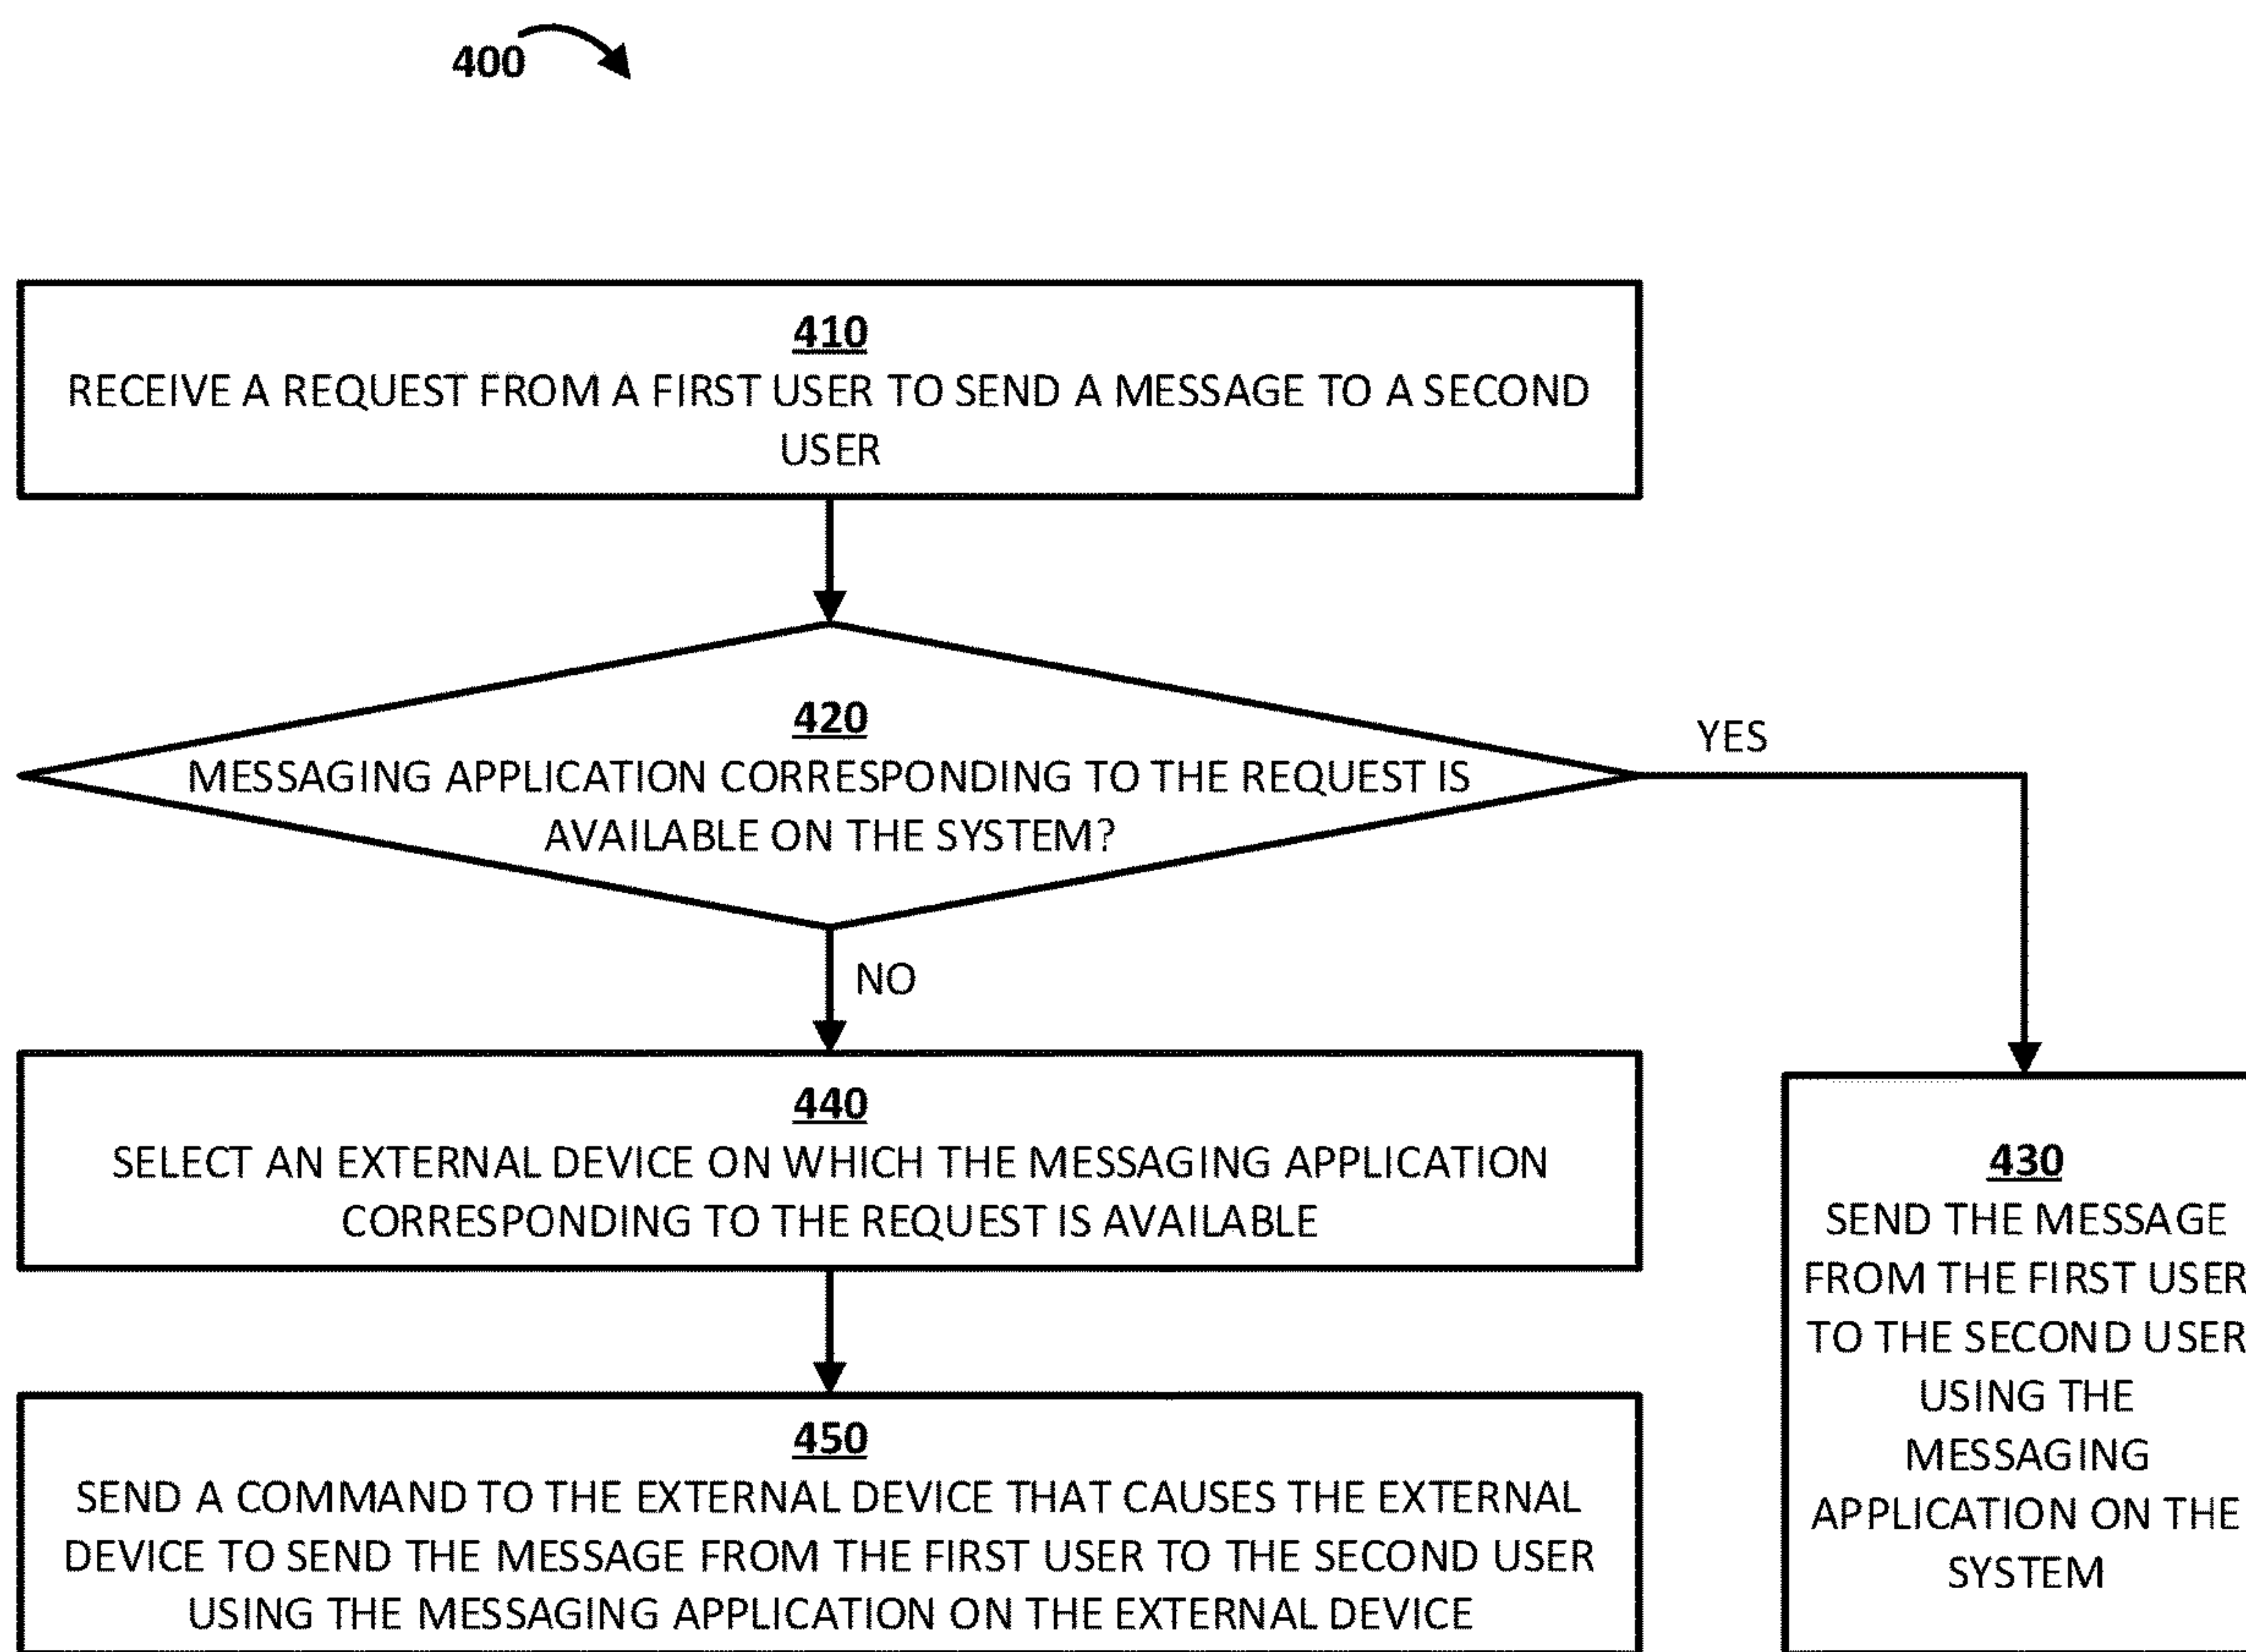 400
410
RECEIVE A REQUEST FROM A FIRST USER TO SEND A MESSAGE TO A SECOND
USER
420
MESSAGING APPLICATION CORRESPONDING TO THE REQUEST IS
AVAILABLE ON THE SYSTEM?
YES
NO
440
SELECT AN EXTERNAL DEVICE ON WHICH THE MESSAGING APPLICATION
CORRESPONDING TO THE REQUEST IS AVAILABLE
430
SEND THE MESSAGE
FROM THE FIRST USER
TO THE SECOND USER
USING THE
MESSAGING
APPLICATION ON THE
SYSTEM
450
SEND A COMMAND TO THE EXTERNAL DEVICE THAT CAUSES THE EXTERNAL
DEVICE TO SEND THE MESSAGE FROM THE FIRST USER TO THE SECOND USER
USING THE MESSAGING APPLICATION ON THE EXTERNAL DEVICE